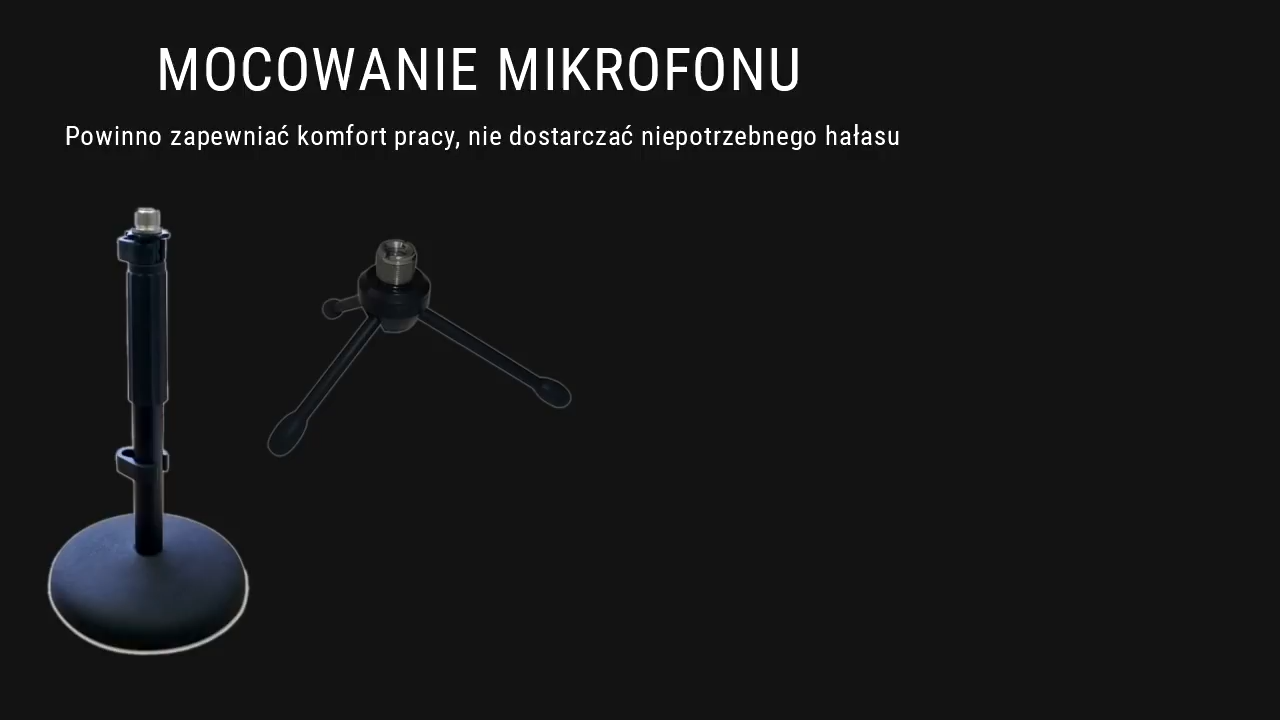 MOCOWANIE MIKROFONU
Powinno zapewniać komfort pracy, nie dostarczać niepotrzebnego hałasu